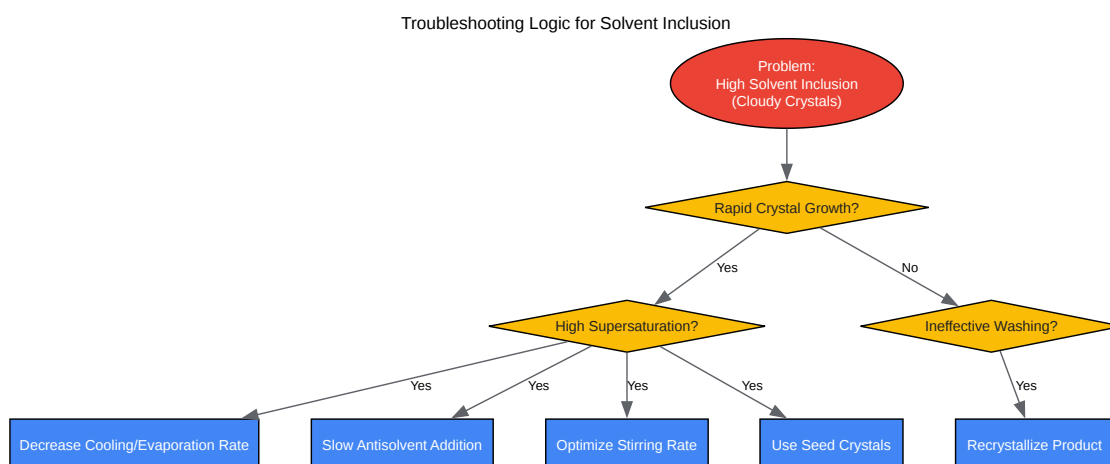 Troubleshooting Logic for Solvent Inclusion
Problem:
High Solvent Inclusion
(Cloudy Crystals)
Rapid Crystal Growth?
Yes
No
High Supersaturation?
Ineffective Washing?
Yes
Yes
Yes
Yes
Yes
Decrease Cooling/Evaporation Rate
Slow Antisolvent Addition
Optimize Stirring Rate
Use Seed Crystals
Recrystallize Product